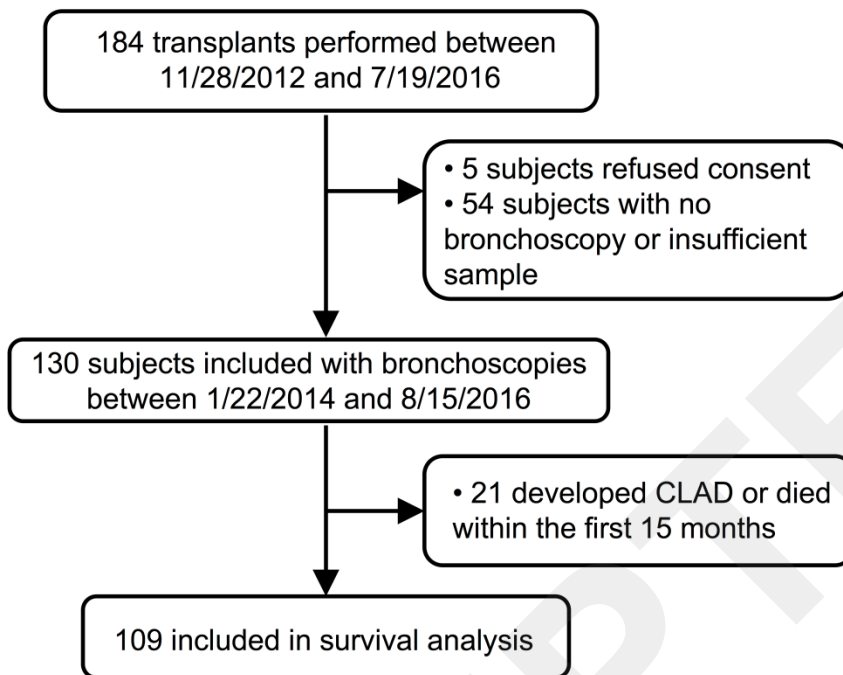 184 transplants performed between
11/28/2012 and 7/19/2016
• 5 subjects refused consent
• 54 subjects with no
bronchoscopy or insufficient
sample
130 subjects included with bronchoscopies
between 1/22/2014 and 8/15/2016
• 21 developed CLAD or died
within the first 15 months
109 included in survival analysis